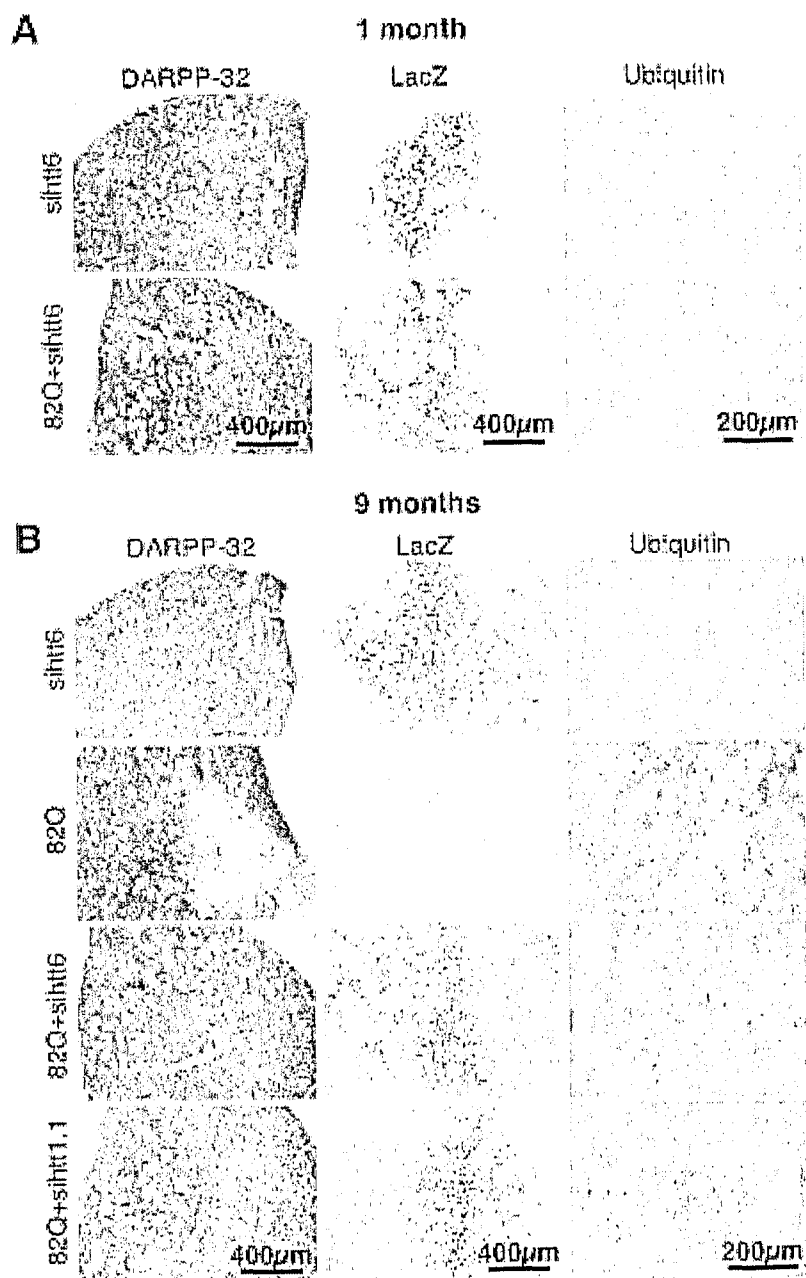 A
1 month
DARPP-32 LacZ Ubiquitin
sihtt6
82Q+sihtt6
400µm 400µm 200µm
9 months
B
DARPP-32 LacZ Ubiquitin
sihtt6
82Q
82Q+sihtt6
82Q+sihtt1.1
400µm 400µm 200µm